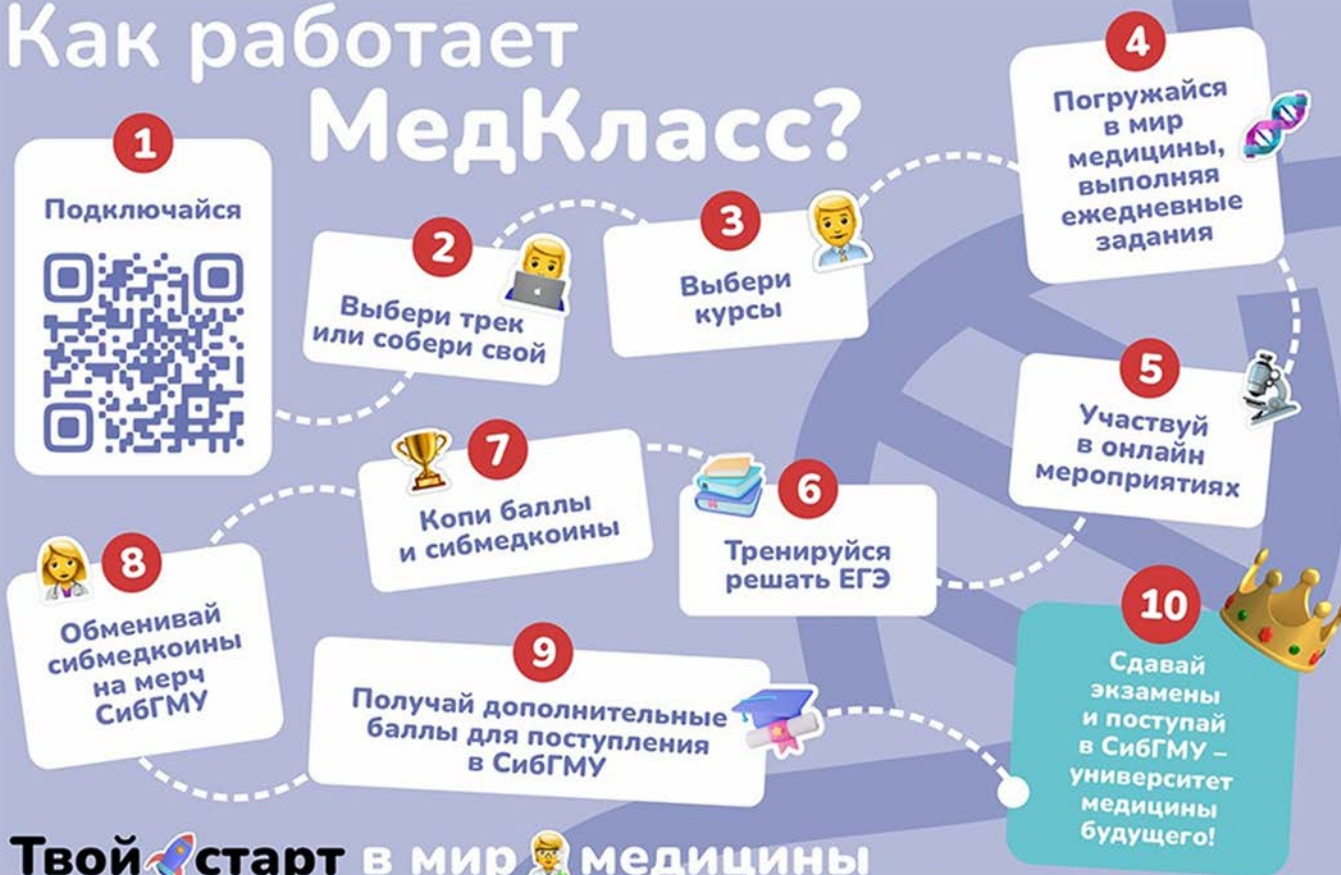 Как работает
МедКласс?
1
Подключайся
2
Выбери трек
или собери свой
3
Выбери
курсы
4
Погружайся
в мир
медицины,
выполняя
ежедневные
задания
5
Участвуй
в онлайн
мероприятиях
6
Тренируйся
решать ЕГЭ
7
Копи баллы
и сибмедкоины
8
Обменивай
сибмедкоины
на мерч
СибГМУ
9
Получай дополнительные
баллы для поступления
в СибГМУ
10
Сдавай
экзамены
и поступай
в СибГМУ –
университет
медицины
будущего!
Твой старт в мир медицины